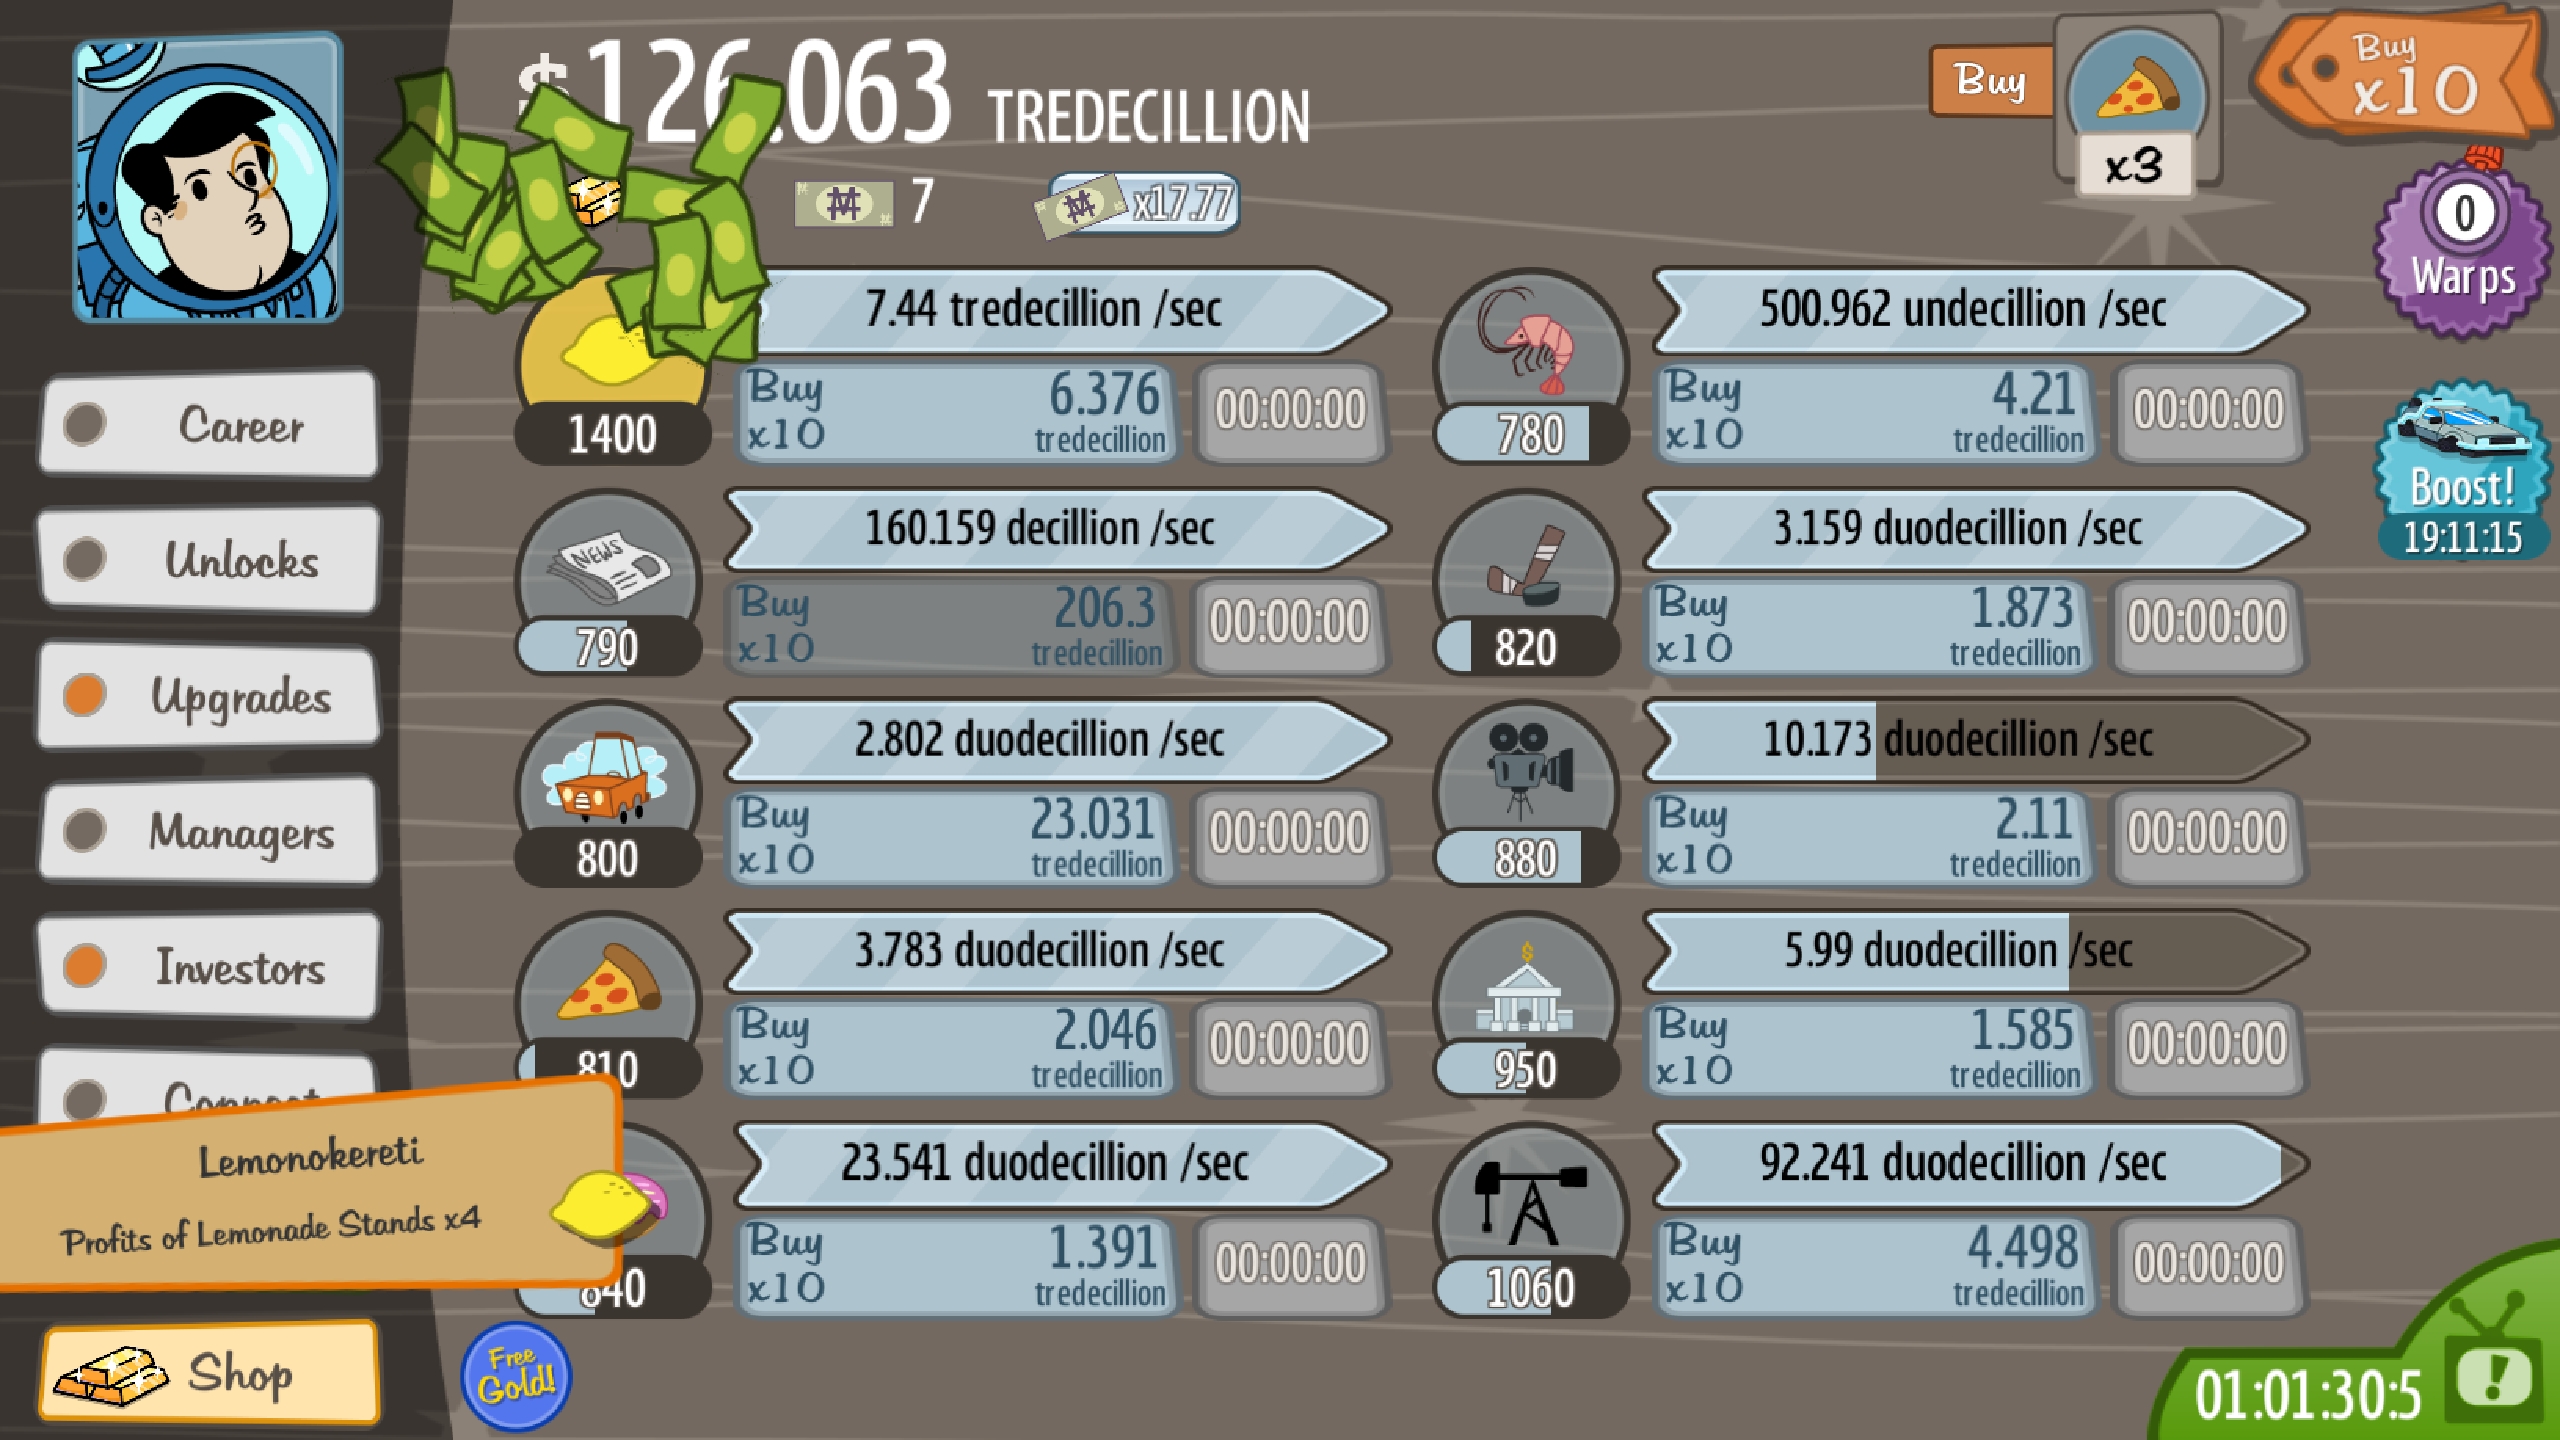 $126.063 TREDECILLION
7
x17.77
Buy
x3
Buy
x10
0
Warps
Boost!
19:11:15
Career
Unlocks
Upgrades
Managers
Investors
Connect
Lemonokereti
Profits of Lemonade Stands x4
Shop
Free
Gold!
7.44 tredecillion /sec
1400
Buy
x10
6.376
tredecillion
00:00:00
NEWS
160.159 decillion /sec
790
Buy
x10
206.3
tredecillion
00:00:00
2.802 duodecillion /sec
800
Buy
x10
23.031
tredecillion
00:00:00
3.783 duodecillion /sec
810
Buy
x10
2.046
tredecillion
00:00:00
23.541 duodecillion /sec
840
Buy
x10
1.391
tredecillion
00:00:00
500.962 undecillion /sec
780
Buy
x10
4.21
tredecillion
00:00:00
3.159 duodecillion /sec
820
Buy
x10
1.873
tredecillion
00:00:00
10.173 duodecillion /sec
880
Buy
x10
2.11
tredecillion
00:00:00
$
5.99 duodecillion /sec
950
Buy
x10
1.585
tredecillion
00:00:00
92.241 duodecillion /sec
1060
Buy
x10
4.498
tredecillion
00:00:00
01:01:30:5
!